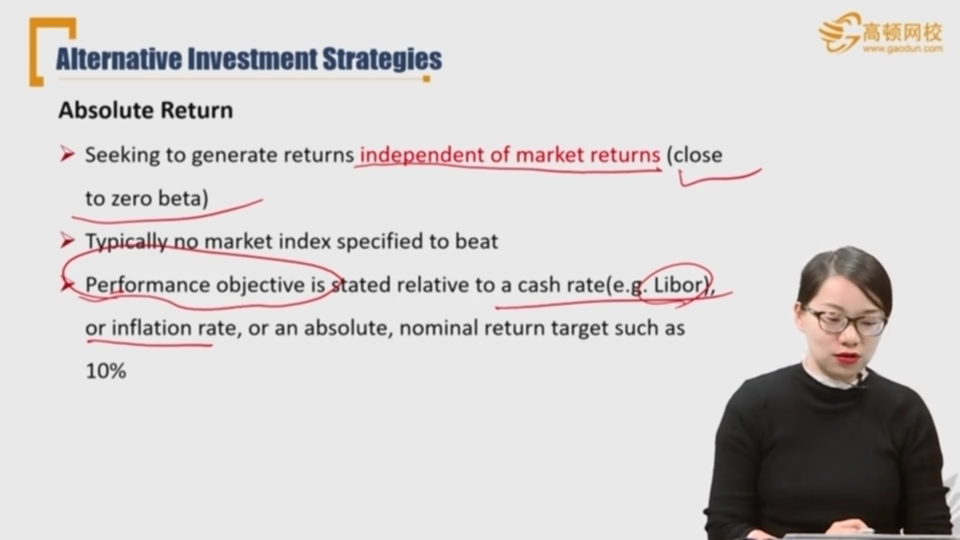 高顿网校
www.gaodun.com
Alternative Investment Strategies
Absolute Return
Seeking to generate returns independent of market returns (close
to zero beta)
Typically no market index specified to beat
Performance objective is stated relative to a cash rate(e.g. Libor),
or inflation rate, or an absolute, nominal return target such as
10%